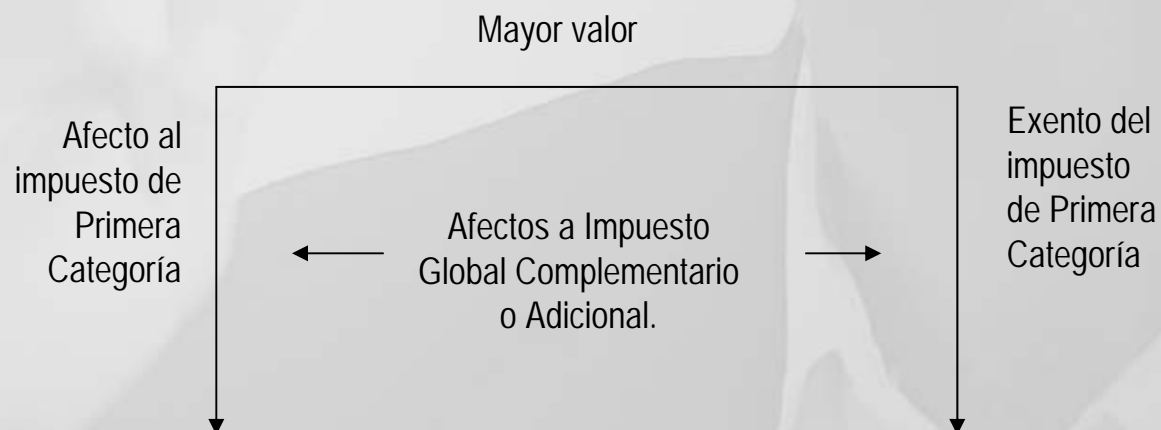 Mayor valor
Afecto al
impuesto de
Primera
Categoría
Afectos a Impuesto
Global Complementario
o Adicional.
Exento del
impuesto
de Primera
Categoría